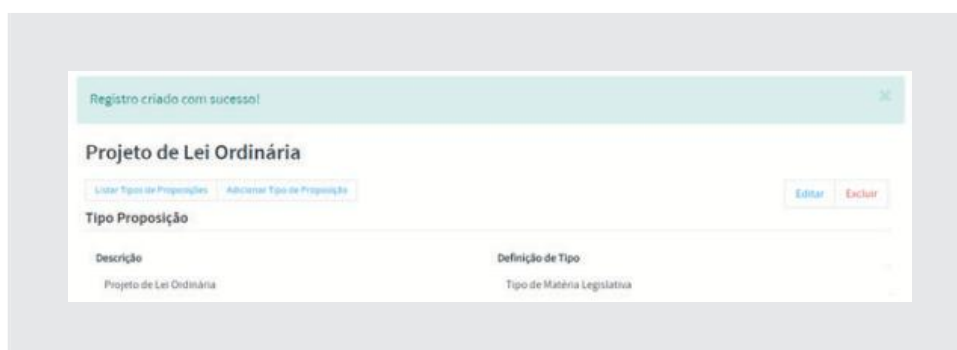 Registro criado com sucesso!
×
Projeto de Lei Ordinária
Listar Tipos de Proposições Adicionar Tipo de Proposição
Editar Excluir
Tipo Proposição
Descrição Definição de Tipo
Projeto de Lei Ordinária Tipo de Matéria Legislativa